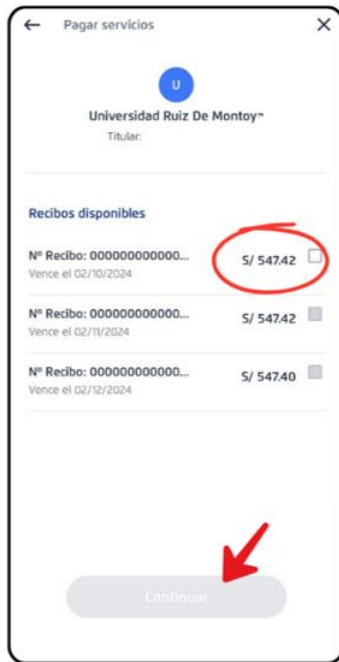 Pagar servicios
U
Universidad Ruiz De Montoy
Titular:
Recibos disponibles
Nº Recibo: 000000000000...
S/ 547.42
Vence el 02/10/2024
Nº Recibo: 000000000000...
S/ 547.42
Vence el 02/11/2024
Nº Recibo: 00000000000...
S/ 547.40
Vence el 02/12/2024
Continuar